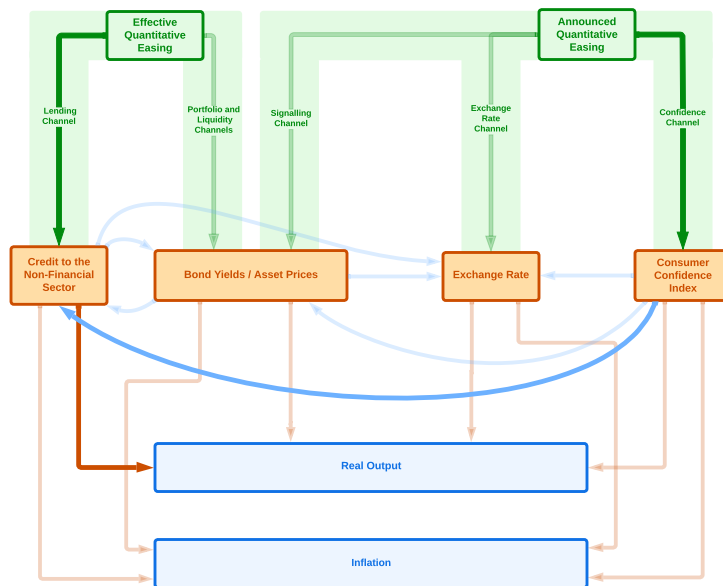 Effective
Quantitative
Easing
Announced
Quantitative
Easing
Lending
Channel
Portfolio and
Liquidity
Channels
Signalling
Channel
Exchange
Rate
Channel
Confidence
Channel
Credit to the
Non-Financial
Sector
Bond Yields / Asset Prices
Exchange Rate
Consumer
Confidence
Index
Real Output
Inflation